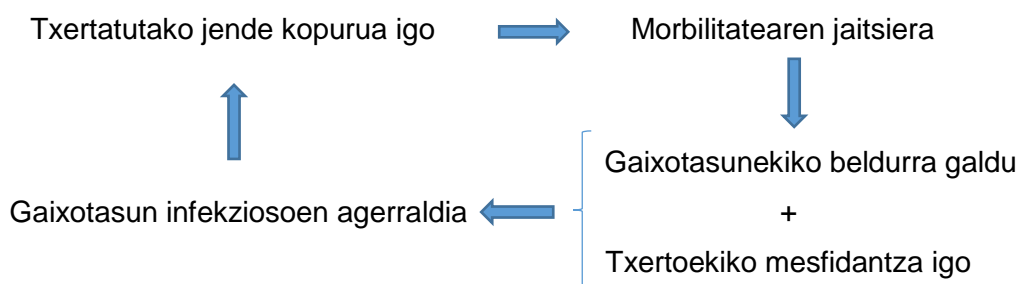 Txertatutako jende kopurua igo
Morbilitatearen jaitsiera
Gaixotasunekiko beldurra galdu
+
Txertoekiko mesfidantza igo
Gaixotasun infekziosoen agerraldia